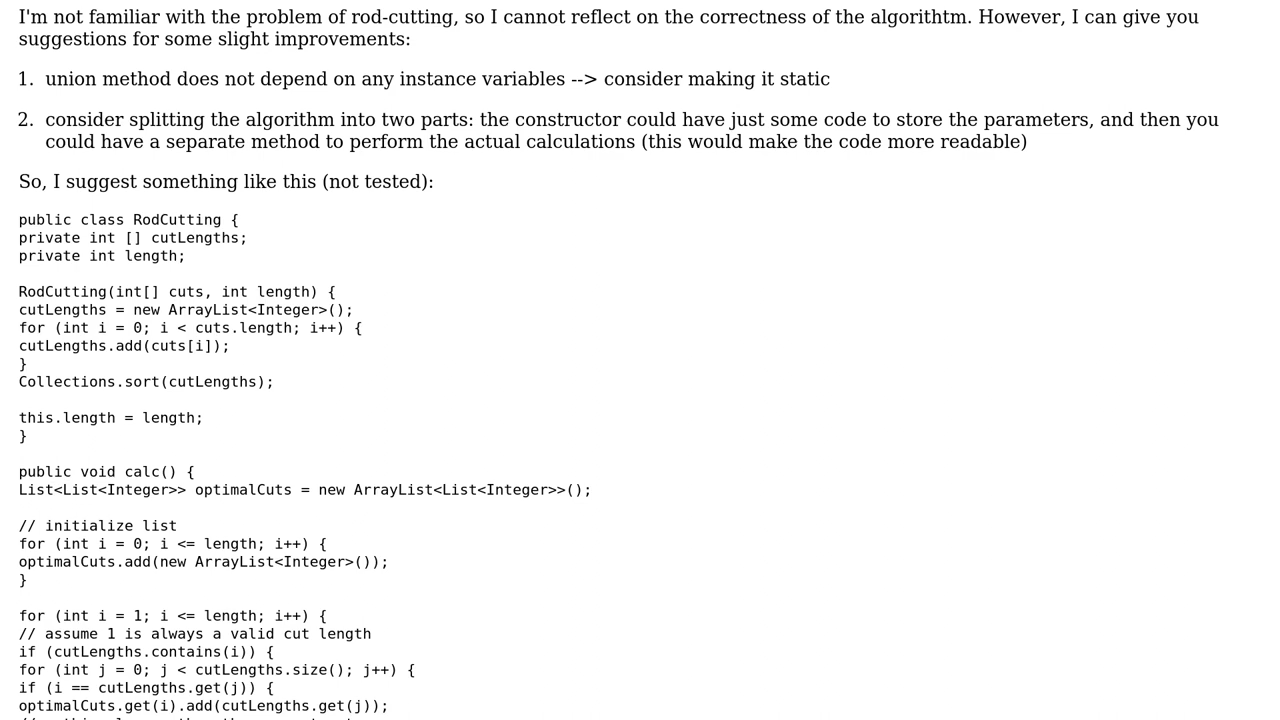 I'm not familiar with the problem of rod-cutting, so I cannot reflect on the correctness of the algorithtm. However, I can give you
suggestions for some slight improvements:
1. union method does not depend on any instance variables --> consider making it static
2. consider splitting the algorithm into two parts: the constructor could have just some code to store the parameters, and then you
could have a separate method to perform the actual calculations (this would make the code more readable)
So, I suggest something like this (not tested):
public class RodCutting {
private int [] cutLengths;
private int length;
RodCutting(int[] cuts, int length) {
cutLengths = new ArrayList<Integer>();
for (int i = 0; i < cuts.length; i++) {
cutLengths.add(cuts[i]);
}
Collections.sort(cutLengths);
this.length = length;
}
public void calc() {
List<List<Integer>> optimalCuts = new ArrayList<List<Integer>>();
// initialize list
for (int i = 0; i <= length; i++) {
optimalCuts.add(new ArrayList<Integer>());
}
for (int i = 1; i <= length; i++) {
// assume 1 is always a valid cut length
if (cutLengths.contains(i)) {
for (int j = 0; j < cutLengths.size(); j++) {
if (i == cutLengths.get(j)) {
optimalCuts.get(i).add(cutLengths.get(j));